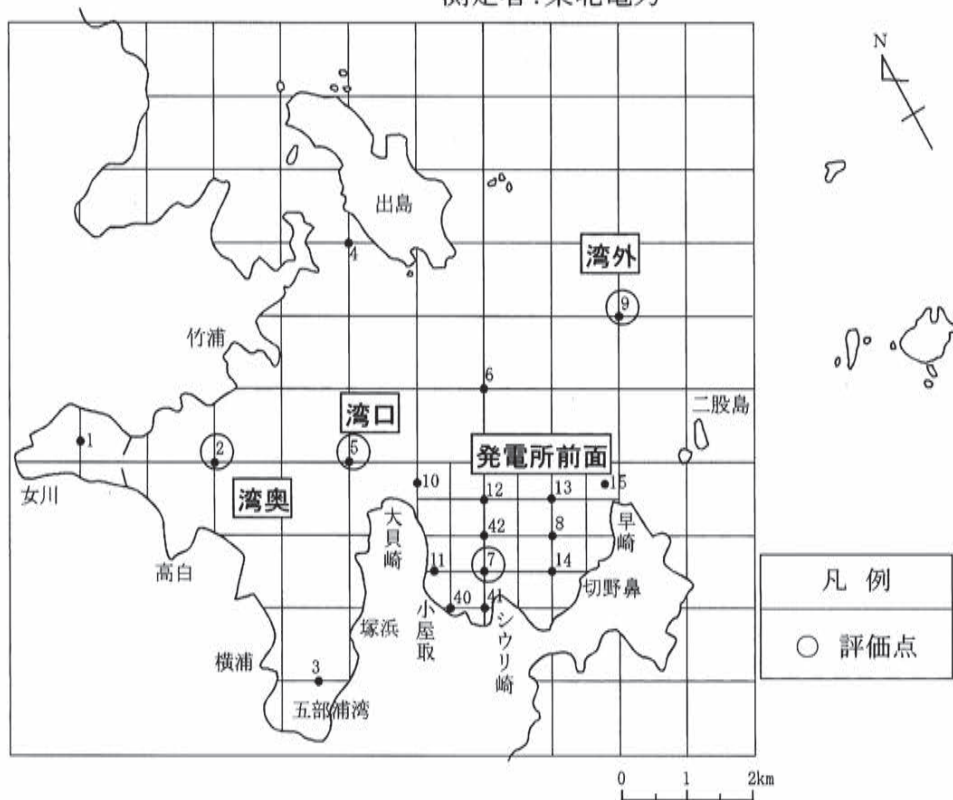 測定者:東北電力
N
出島
4
湾外
9
竹浦
6
二股島
湾口
1
2
5
発電所前面
女川
湾奥
10
12
13
15
大貝崎
42
8
早崎
高白
11
7
14
切野鼻
凡 例
○ 評価点
40
41
小屋取
シウリ崎
塚浜
横浦
3
五部浦湾
0 1 2km